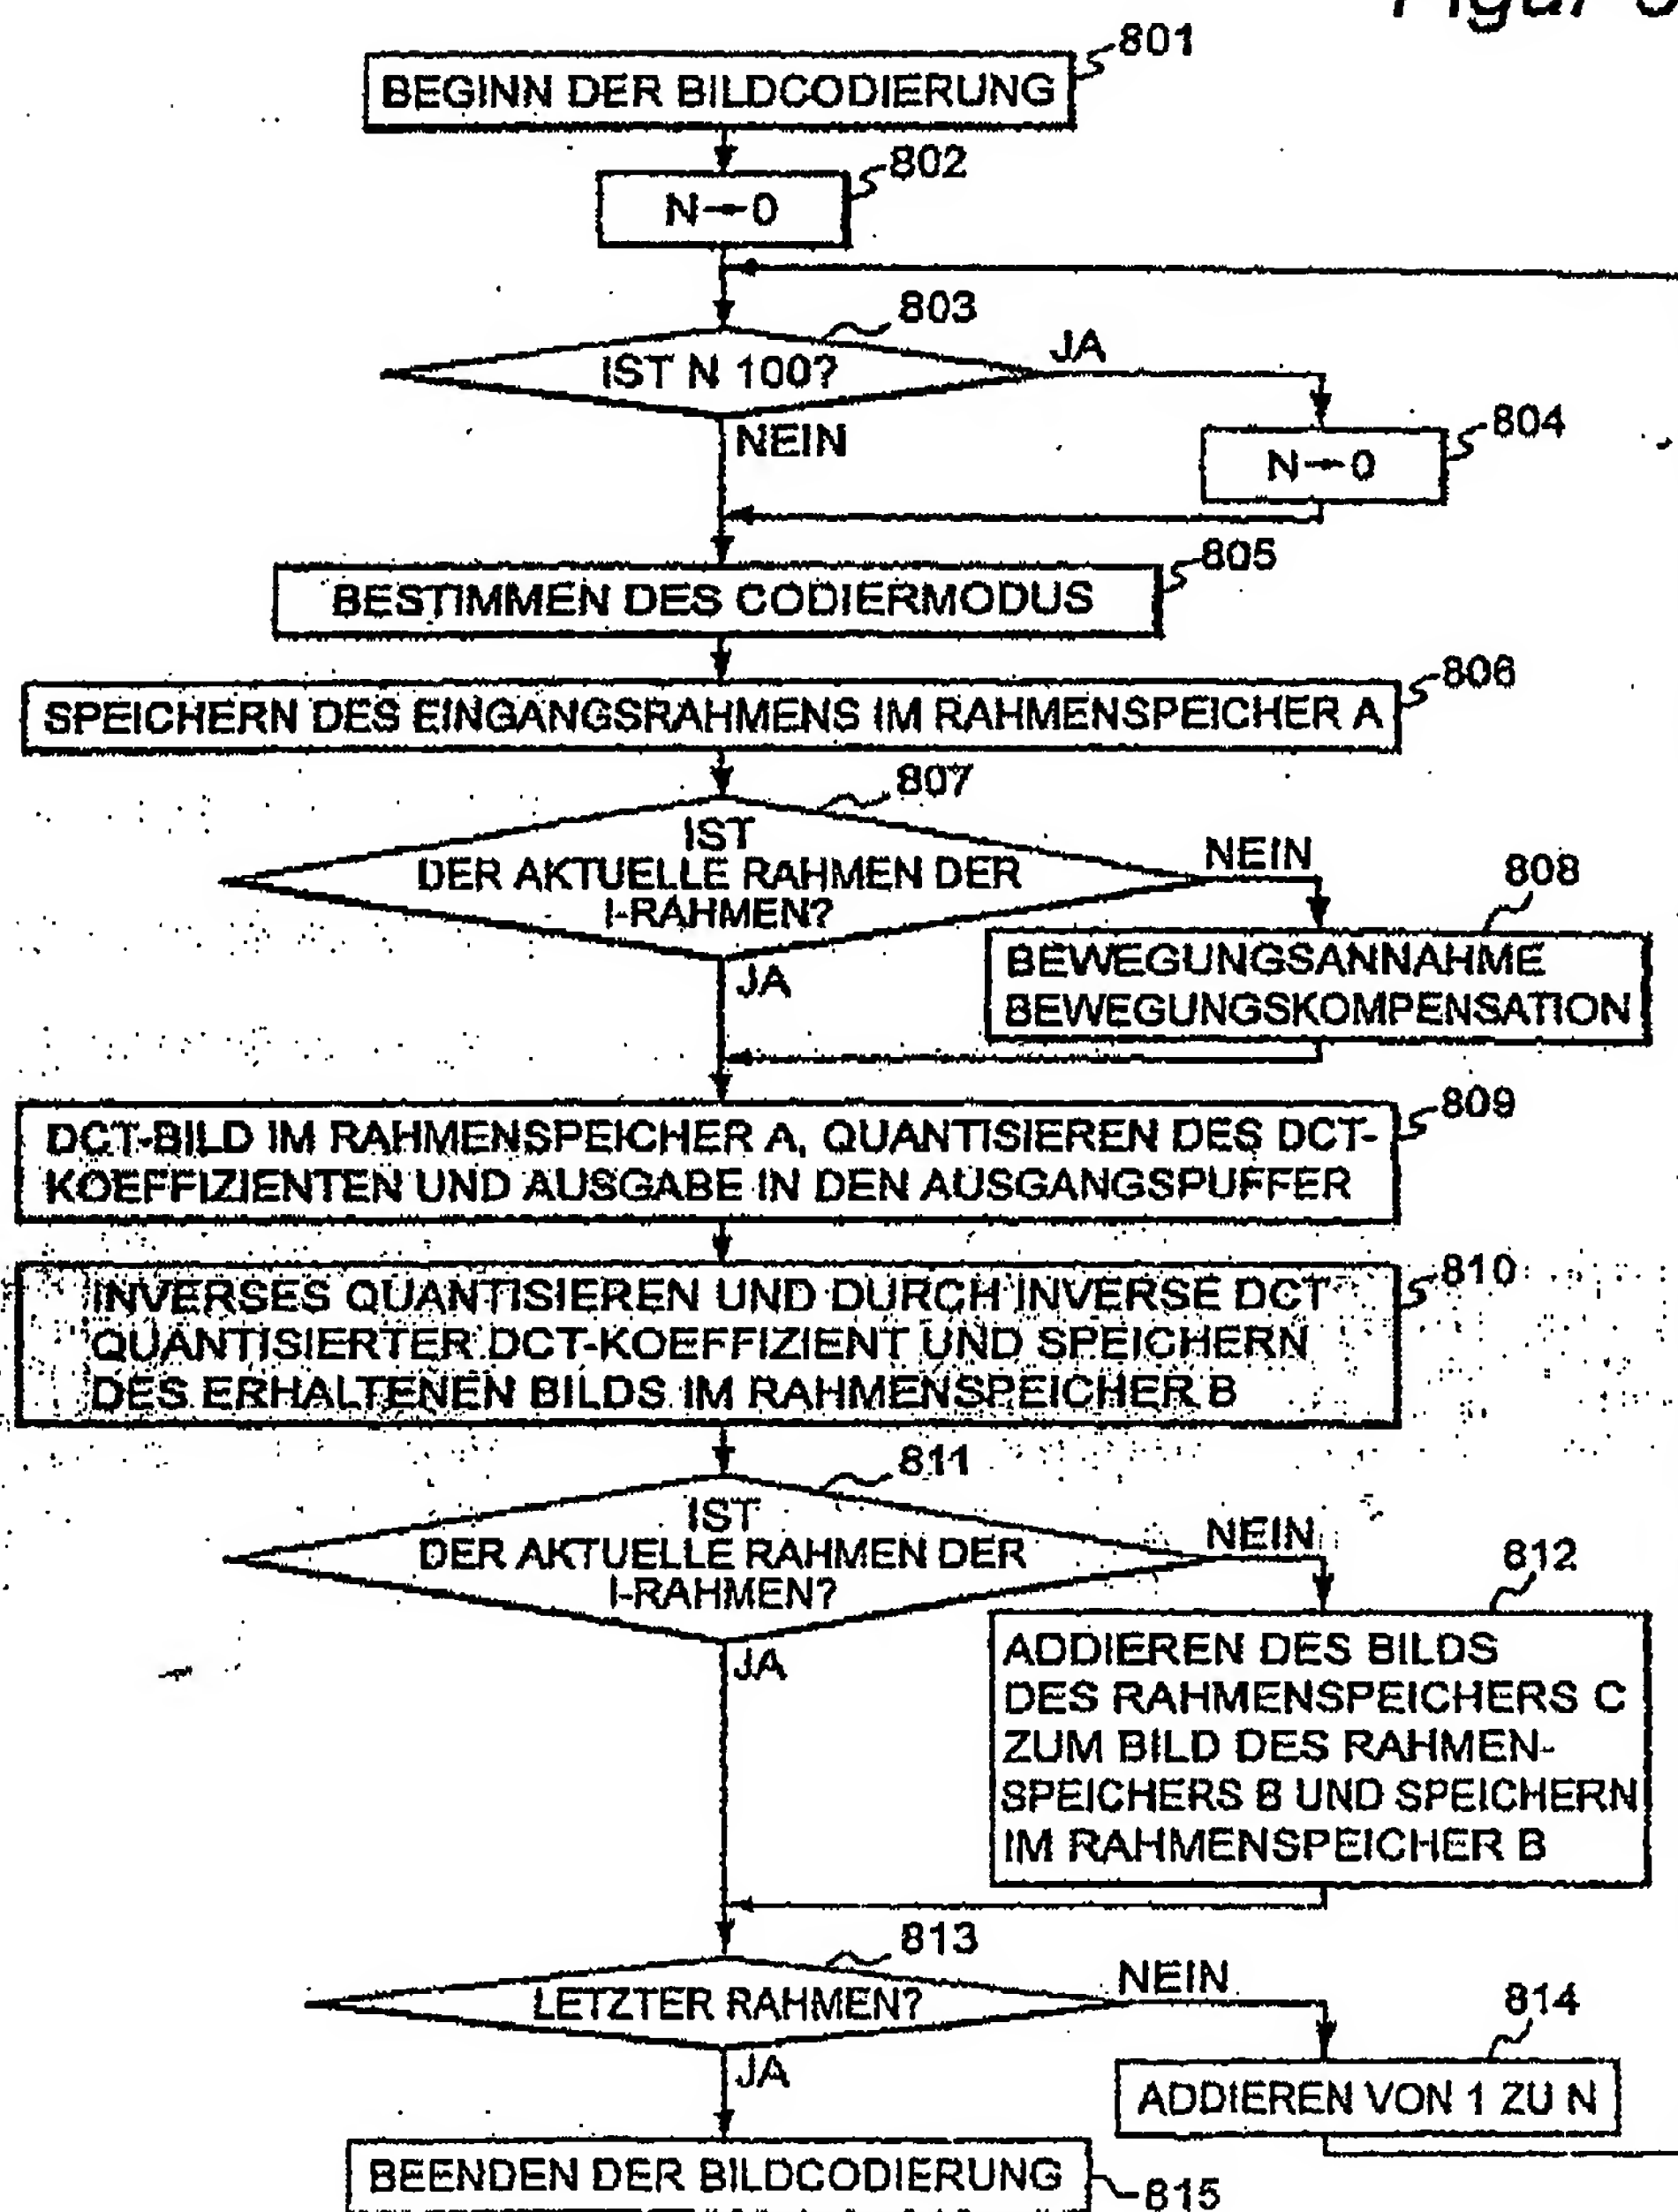 Figur
801
BEGINN DER BILDCODIERUNG
802
N→0
803
IST N 100?
JA
NEIN
804
N→0
805
BESTIMMEN DES CODIERMODUS
806
SPEICHERN DES EINGANGSRAHMENS IM RAHMENSPEICHER A
807
IST
DER AKTUELLE RAHMEN DER
I-RAHMEN?
NEIN
JA
808
BEWEGUNGSANNAHME
BEWEGUNGSKOMPENSATION
809
DCT-BILD IM RAHMENSPEICHER A, QUANTISIEREN DES DCT-
KOEFFIZIENTEN UND AUSGABE IN DEN AUSGANGSPUFFER
810
INVERSES QUANTISIEREN UND DURCH INVERSE DCT
QUANTISIERTER DCT-KOEFFIZIENT UND SPEICHERN
DES ERHALTENEN BILDS IM RAHMENSPEICHER B
811
IST
DER AKTUELLE RAHMEN DER
I-RAHMEN?
NEIN
JA
812
ADDIEREN DES BILDS
DES RAHMENSPEICHERS C
ZUM BILD DES RAHMEN-
SPEICHERS B UND SPEICHERN
IM RAHMENSPEICHER B
813
LETZTER RAHMEN?
NEIN
JA
814
ADDIEREN VON 1 ZU N
BEENDEN DER BILDCODIERUNG
815